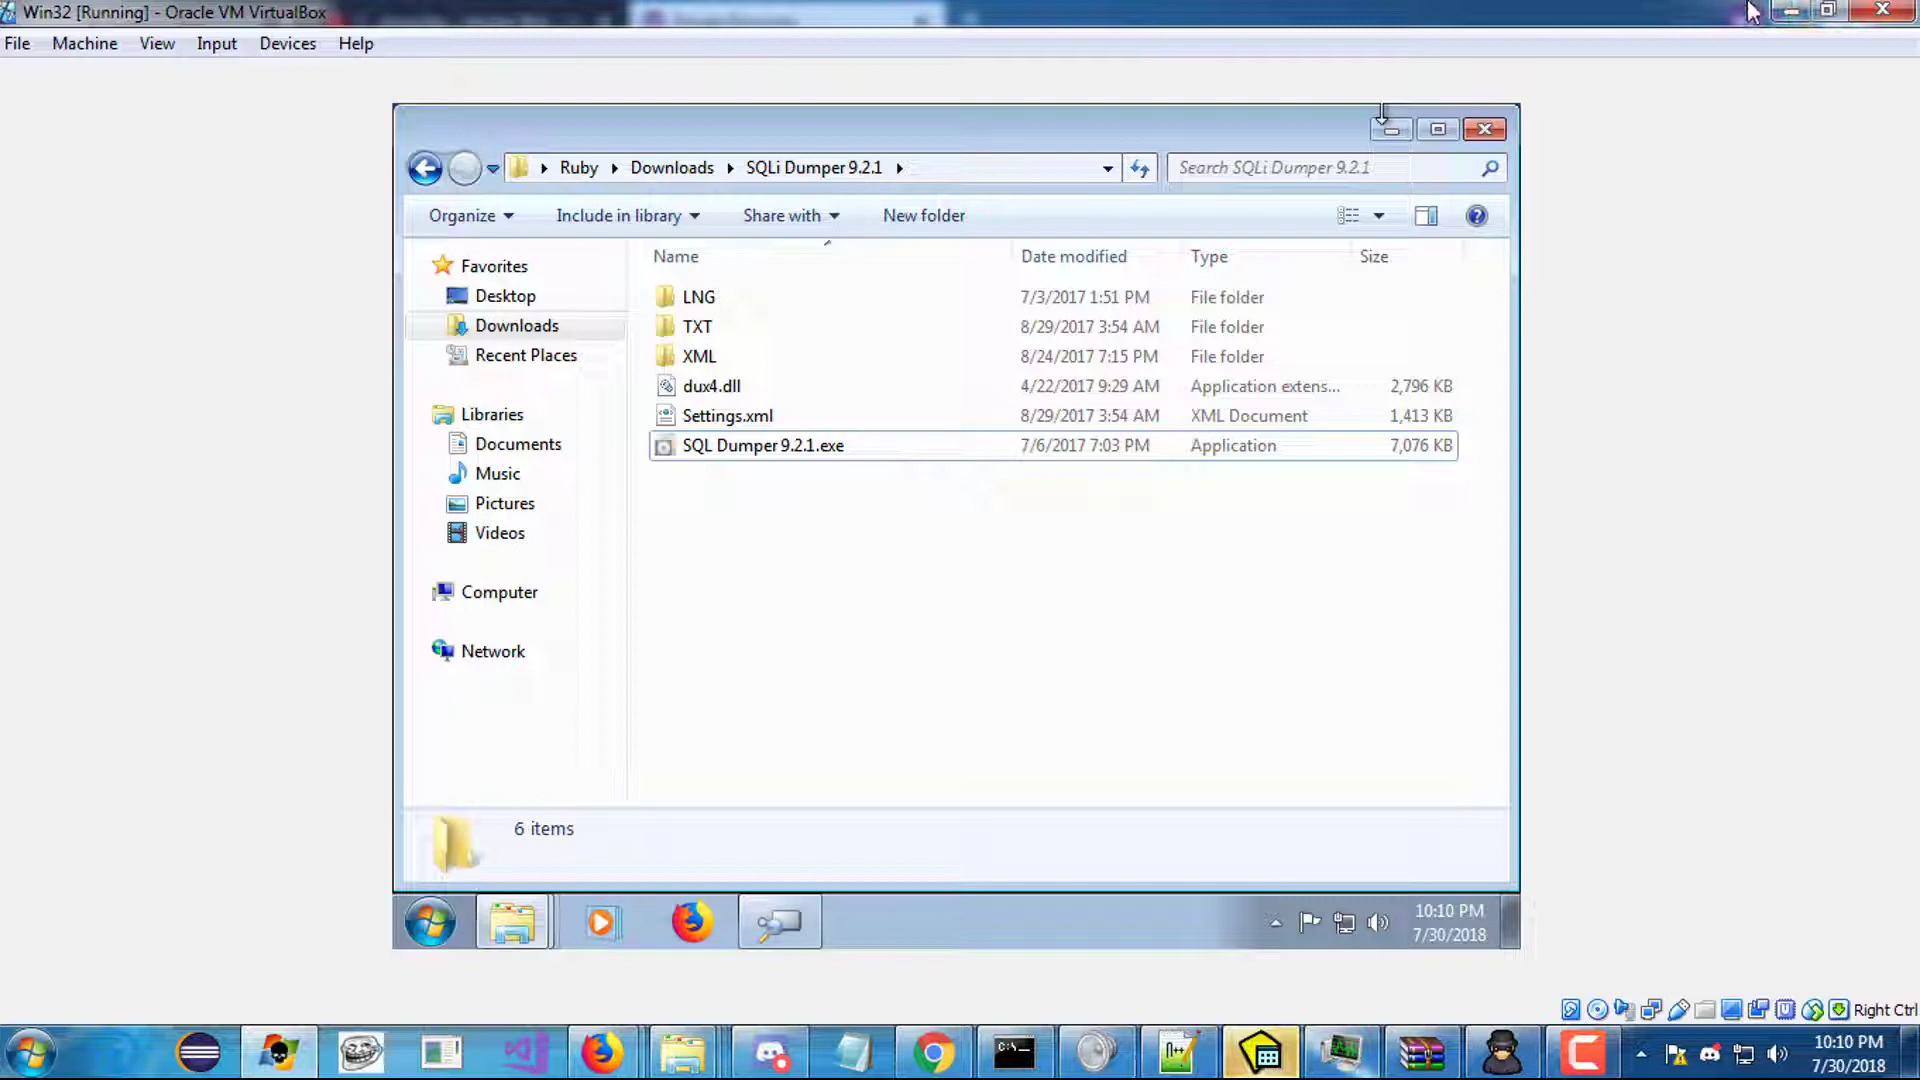 Win32 [Running] - Oracle VM VirtualBox
File Machine View Input Devices Help
Ruby Downloads SQLi Dumper 9.2.1
Search SQLi Dumper 9.2.1
Organize Include in library Share with New folder
Name Date modified Type Size
Favorites
Desktop
Downloads
Recent Places
Libraries
Documents
Music
Pictures
Videos
Computer
Network
LNG 7/3/2017 1:51 PM File folder
TXT 8/29/2017 3:54 AM File folder
XML 8/24/2017 7:15 PM File folder
dux4.dll 4/22/2017 9:29 AM Application extens... 2,796 KB
Settings.xml 8/29/2017 3:54 AM XML Document 1,413 KB
SQL Dumper 9.2.1.exe 7/6/2017 7:03 PM Application 7,076 KB
6 items
10:10 PM
7/30/2018
Right Ctrl
C:\_
10:10 PM
7/30/2018